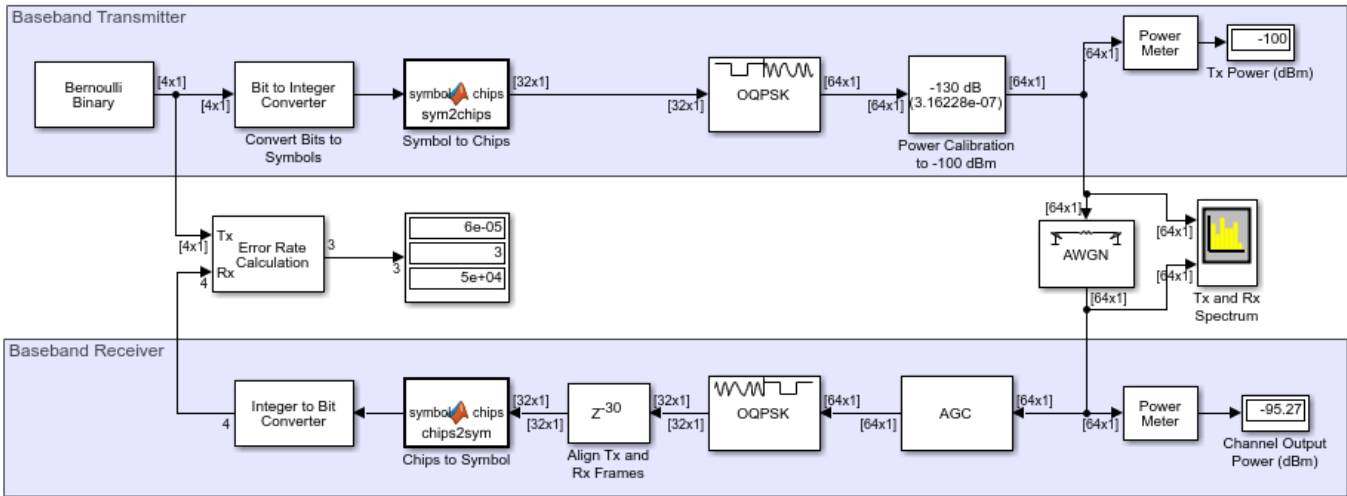 Baseband Transmitter
Bernoulli
Binary
[4x1]
[4x1]
Bit to Integer
Converter
Convert Bits to
Symbols
symbol chips
sym2chips
Symbol to Chips
[32x1]
[32x1]
OQPSK
[64x1]
[64x1]
-130 dB
(3.16228e-07)
Power Calibration
to -100 dBm
[64x1]
[64x1]
Power
Meter
-100
Tx Power (dBm)
[4x1]
Tx
Rx
4
Error Rate
Calculation
3
3
6e-05
3
5e+04
[64x1]
AWGN
[64x1]
[64x1]
[64x1]
Tx and Rx
Spectrum
Baseband Receiver
Integer to Bit
Converter
4
symbol chips
chips2sym
Chips to Symbol
[32x1]
[32x1]
Z-30
Align Tx and
Rx Frames
[32x1]
[32x1]
OQPSK
[64x1]
[64x1]
AGC
[64x1]
[64x1]
Power
Meter
-95.27
Channel Output
Power (dBm)